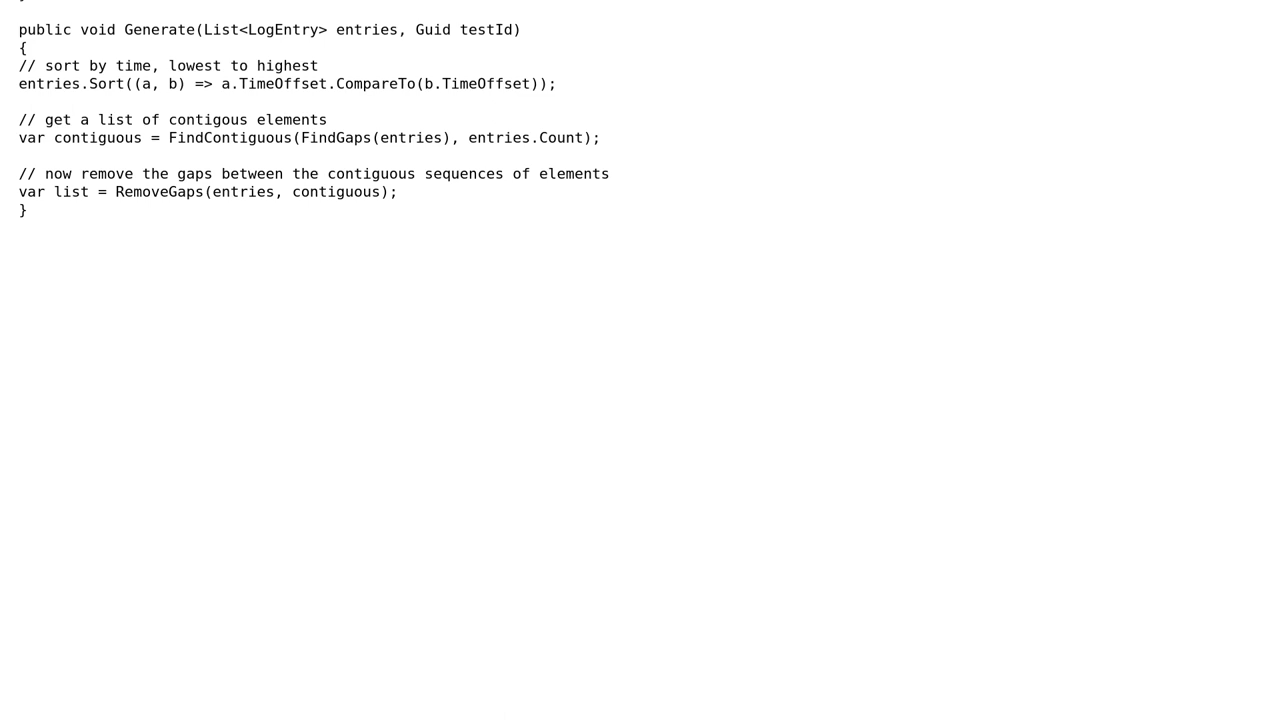 public void Generate(List<LogEntry> entries, Guid testId)
{
// sort by time, lowest to highest
entries.Sort((a, b) => a.TimeOffset.CompareTo(b.TimeOffset));

// get a list of contigous elements
var contiguous = FindContiguous(FindGaps(entries), entries.Count);

// now remove the gaps between the contiguous sequences of elements
var list = RemoveGaps(entries, contiguous);
}